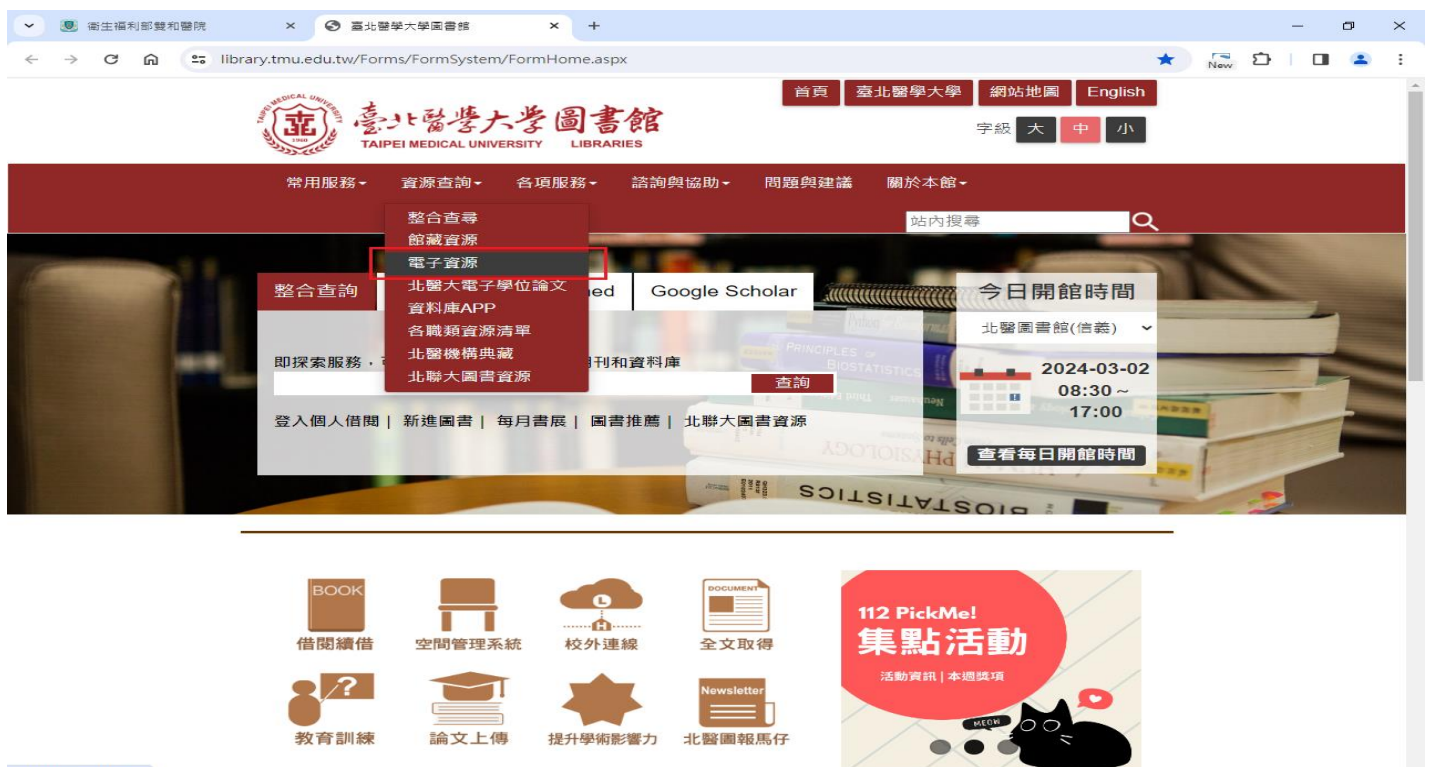 衛生福利部雙和醫院
臺北醫學大學圖書館
library.tmu.edu.tw/Forms/FormSystem/FormHome.aspx
New
首頁
臺北醫學大學
網站地圖
English
字級 大 中 小
TAIPEI MEDICAL UNIVERSITY
1960
臺北醫學大学圖書館
TAIPEI MEDICAL UNIVERSITY LIBRARIES
常用服務 資源查詢 各項服務 諮詢與協助 問題與建議 關於本館
站內搜尋
整合查尋
館藏資源
電子資源
北醫大電子學位論文
資料庫APP
各職類資源清單
北醫機構典藏
北聯大圖書資源
整合查詢
ed
Google Scholar
即探索服務，
刊和資料庫
查詢
登入個人借閱 | 新進圖書 | 每月書展 | 圖書推薦 | 北聯大圖書資源
今日開館時間
北醫圖書館(信義)
2024-03-02
08:30 ~
17:00
查看每日開館時間
PRINCIPLES OF
BIOSTATISTICS
PHYSIOLOGY
BIOSTATISTICS
BOOK
借閱續借
空間管理系統
L
H
校外連線
DOCUMENT
全文取得
?
教育訓練
論文上傳
提升學術影響力
Newsletter
北醫圖報馬仔
112 PickMe!
集點活動
活動資訊 | 本週獎項
MEOW